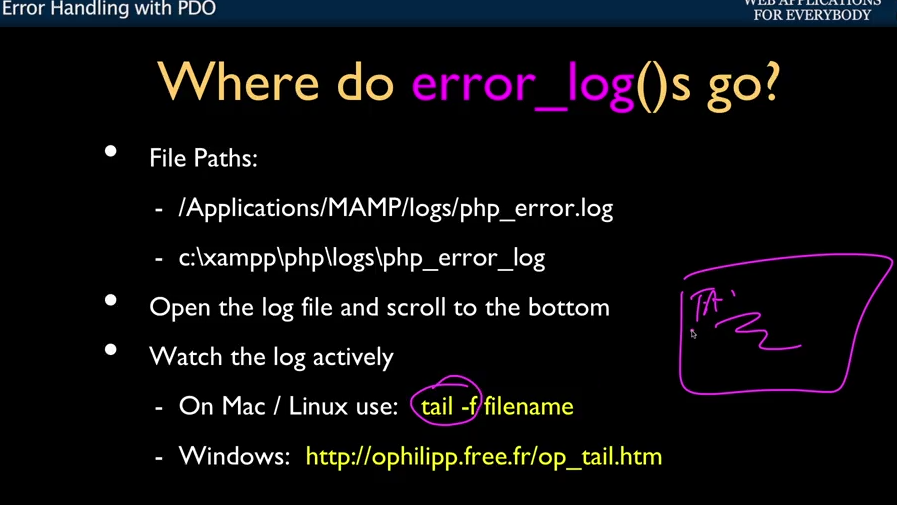 Error Handling with PDO
WEB APPLICATIONS
FOR EVERYBODY
Where do error_log()s go?
• File Paths:
- /Applications/MAMP/logs/php_error.log
- c:\xampp\php\logs\php_error_log
• Open the log file and scroll to the bottom
• Watch the log actively
- On Mac / Linux use: tail -f filename
- Windows: http://ophilipp.free.fr/op_tail.htm